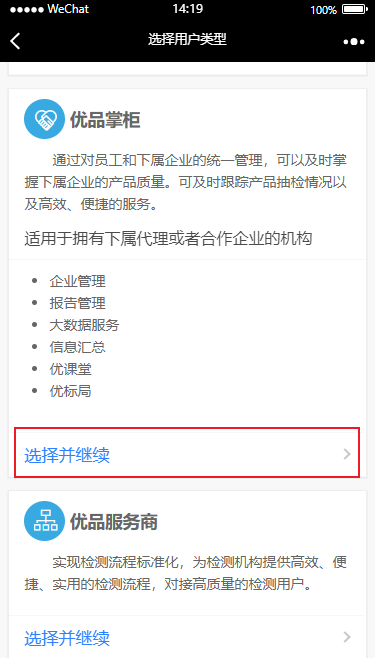 WeChat 14:19 100%
选择用户类型
优品掌柜
通过对员工和下属企业的统一管理，可以及时掌
握下属企业的产品质量。可及时跟踪产品抽检情况以
及高效、便捷的服务。
适用于拥有下属代理或者合作企业的机构
企业管理
报告管理
大数据服务
信息汇总
优课堂
优标局
选择并继续
优品服务商
实现检测流程标准化，为检测机构提供高效、便
捷、实用的检测流程，对接高质量的检测用户。
选择并继续